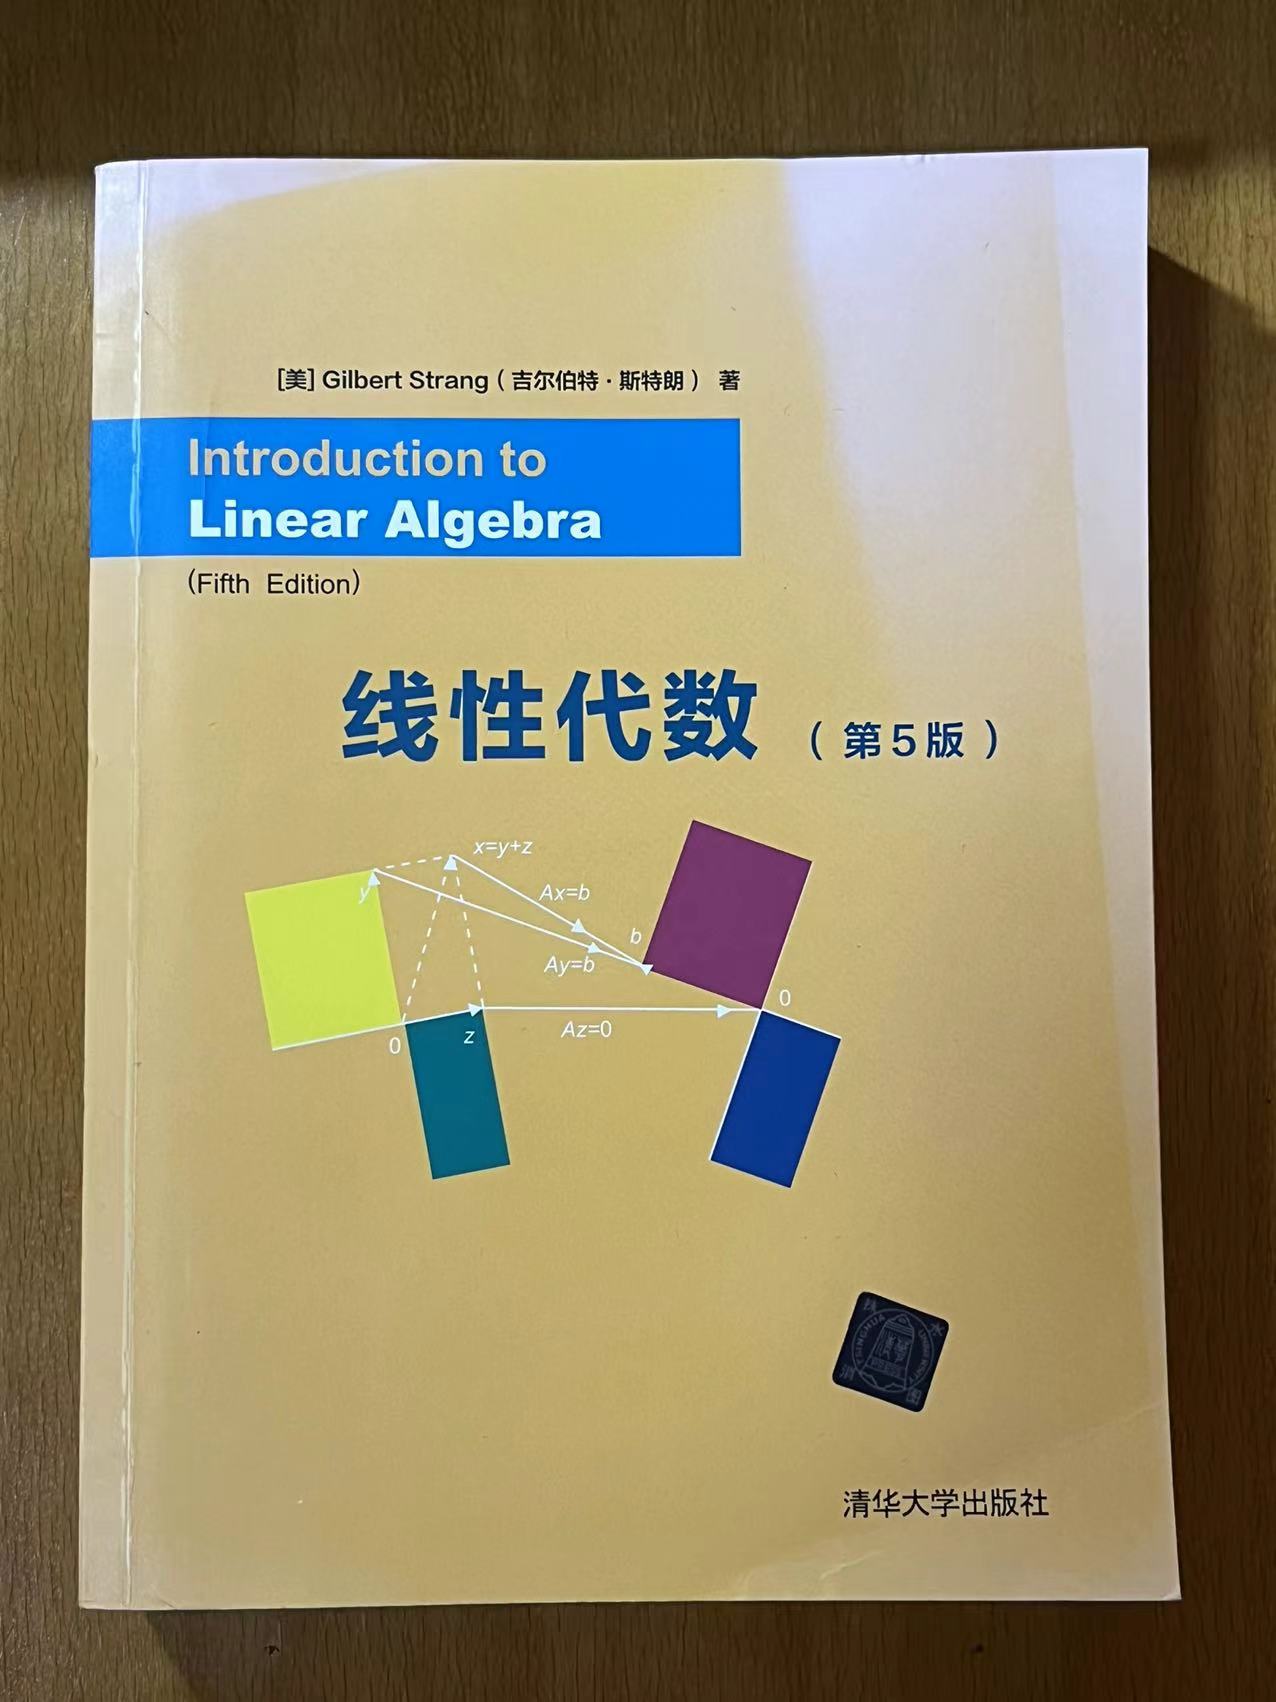 [美] Gilbert Strang（吉尔伯特·斯特朗） 著
Introduction to
Linear Algebra
(Fifth Edition)
线性代数（第5版）
x=y+z
y
Ax=b
b
Ay=b
0
z
Az=0
0
TSINGHUA
清华大学出版社